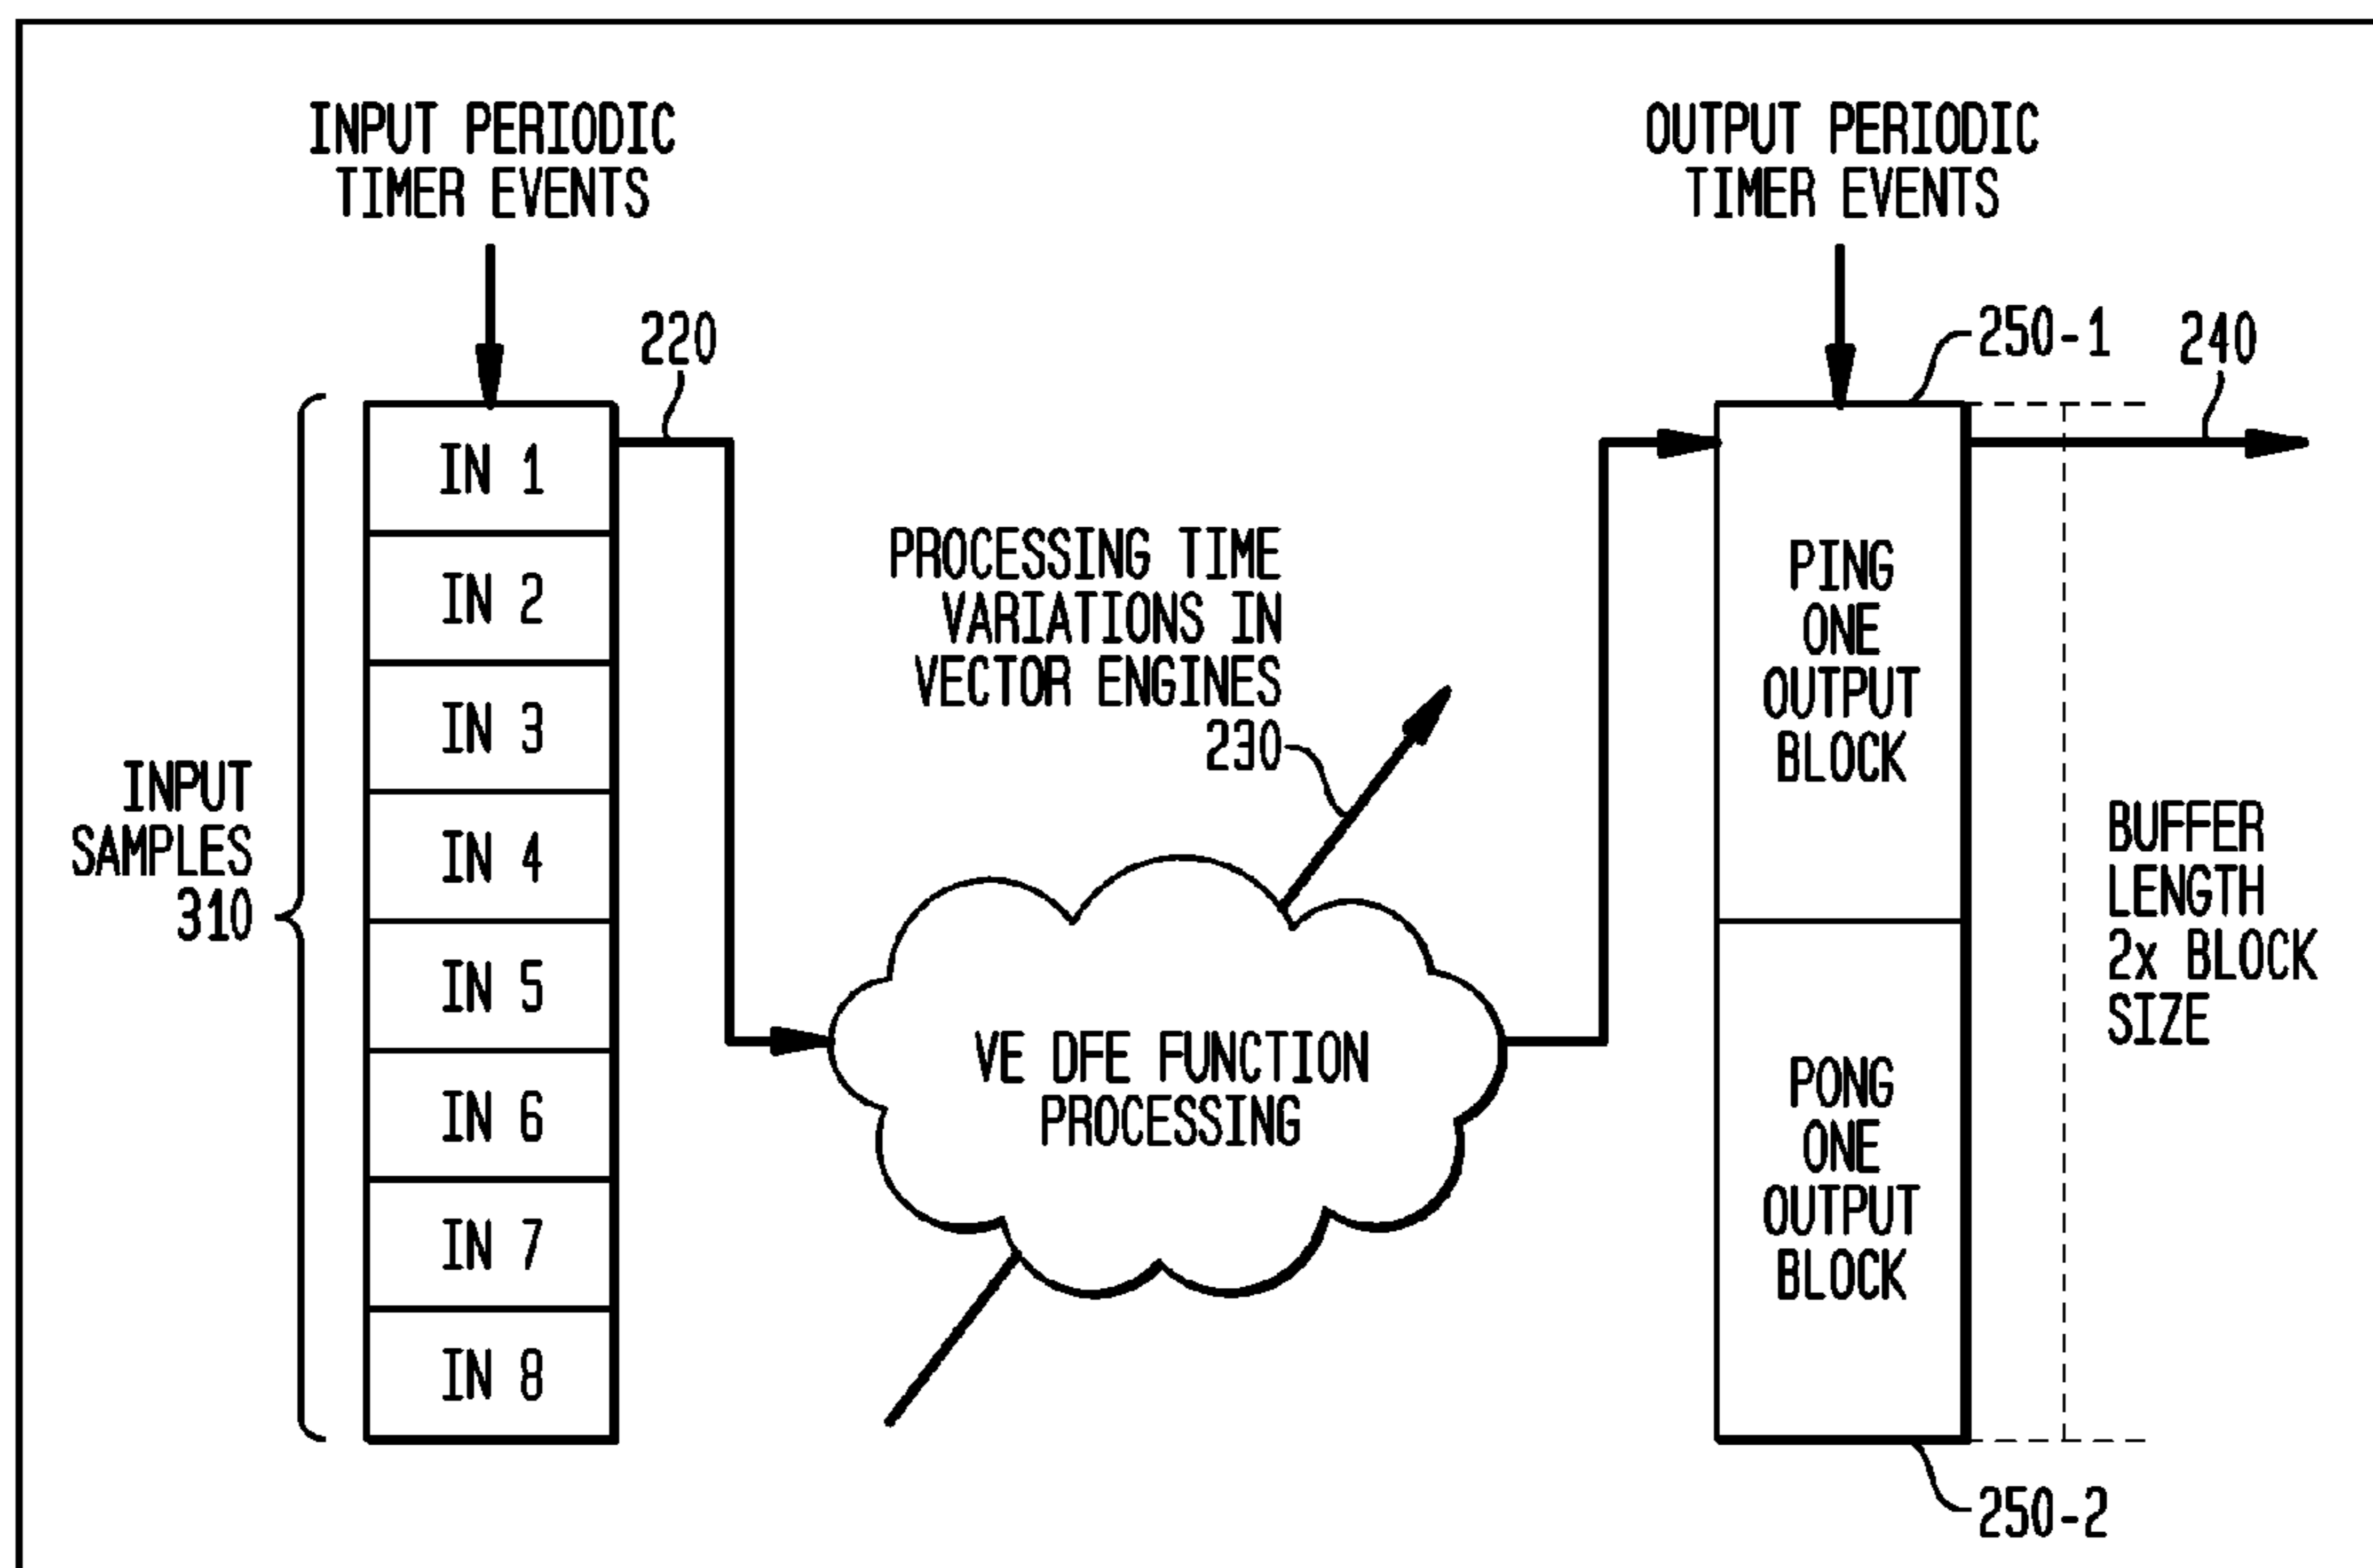 INPUT PERIODIC
TIMER EVENTS
OUTPUT PERIODIC
TIMER EVENTS
220
250-1
240
IN 1
IN 2
IN 3
IN 4
IN 5
IN 6
IN 7
IN 8
INPUT
SAMPLES
310
PROCESSING TIME
VARIATIONS IN
VECTOR ENGINES
230
VE DFE FUNCTION
PROCESSING
PING
ONE
OUTPUT
BLOCK
PONG
ONE
OUTPUT
BLOCK
BUFFER
LENGTH
2x BLOCK
SIZE
250-2